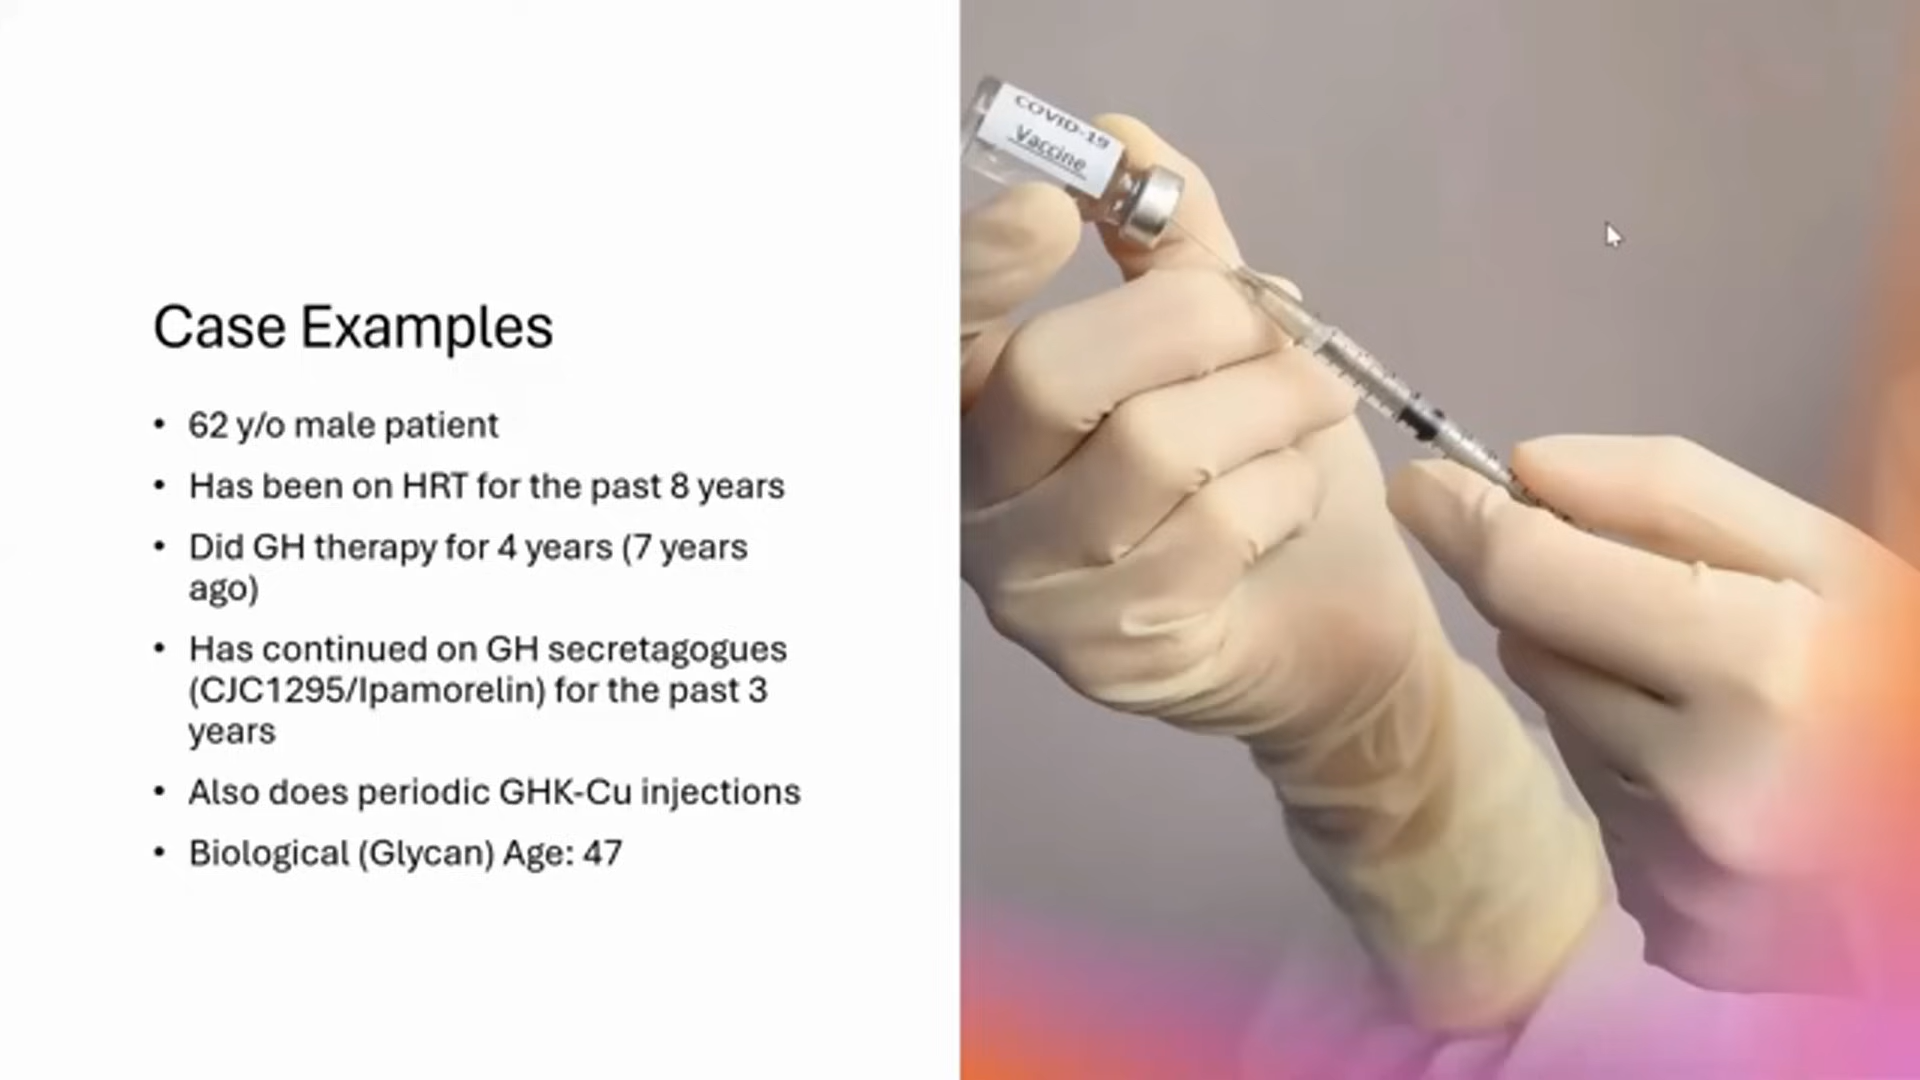 Case Examples
• 62 y/o male patient
• Has been on HRT for the past 8 years
• Did GH therapy for 4 years (7 years
ago)
• Has continued on GH secretagogues
(CJC1295/Ipamorelin) for the past 3
years
• Also does periodic GHK-Cu injections
• Biological (Glycan) Age: 47
COVID-19
Vaccine